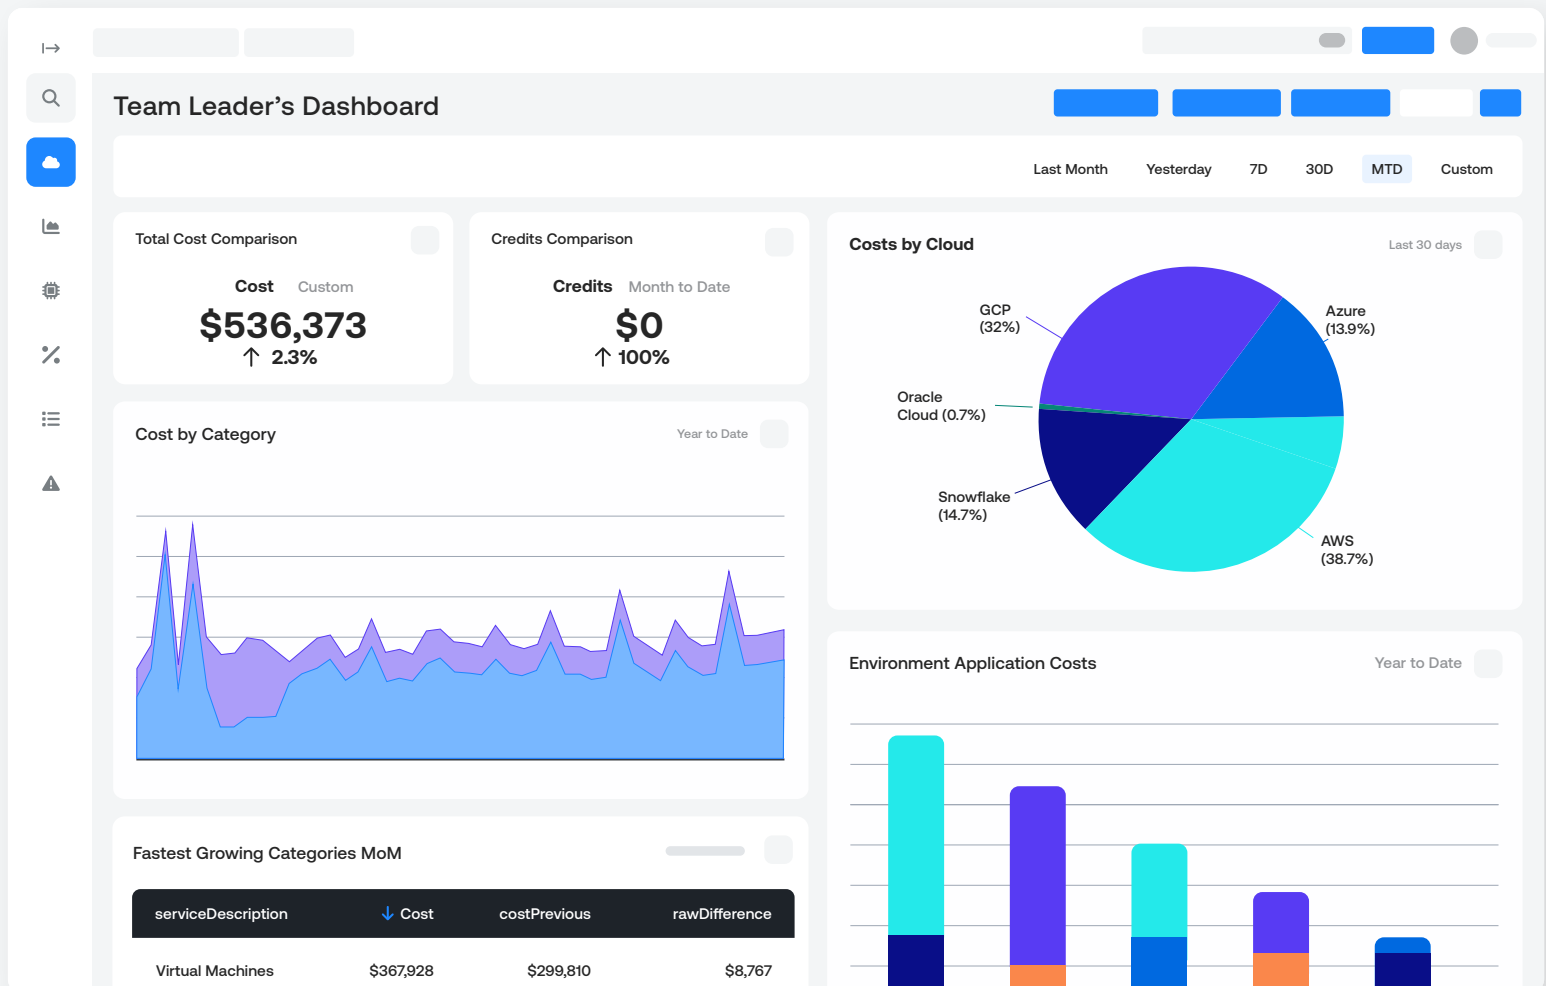 Team Leader’s Dashboard
Last Month Yesterday 7D 30D MTD Custom
Total Cost Comparison
Cost Custom
$536,373
2.3%
Credits Comparison
Credits Month to Date
$0
100%
Costs by Cloud
Last 30 days
GCP
(32%)
Azure
(13.9%)
Oracle
Cloud (0.7%)
Snowflake
(14.7%)
AWS
(38.7%)
Cost by Category
Year to Date
Environment Application Costs
Year to Date
Fastest Growing Categories MoM
serviceDescription Cost costPrevious rawDifference
Virtual Machines $367,928 $299,810 $8,767